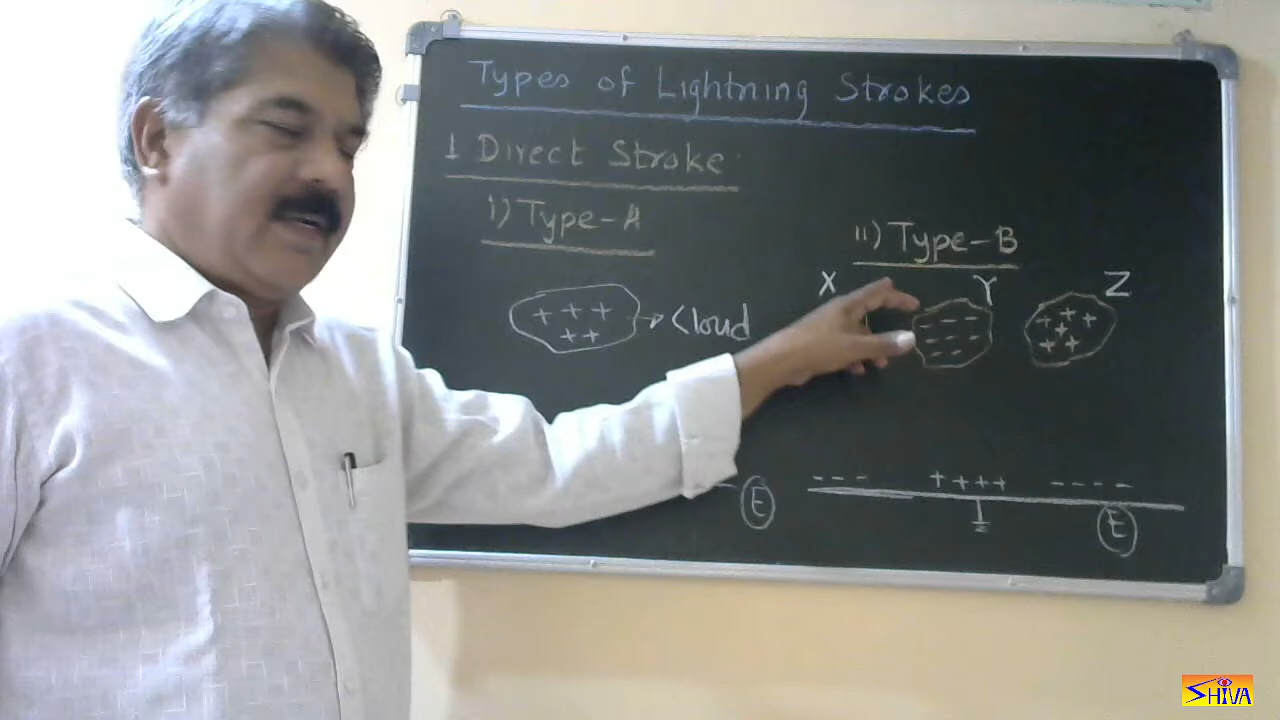 Types of Lightning Strokes
1 Direct Stroke
i) Type-A
ii) Type-B
X Y Z
+ + +
+ +
Cloud
- - -
- - -
- - -
+ + +
+
+ +
- - -
+ + + +
- - - -
E
E
SHIVA